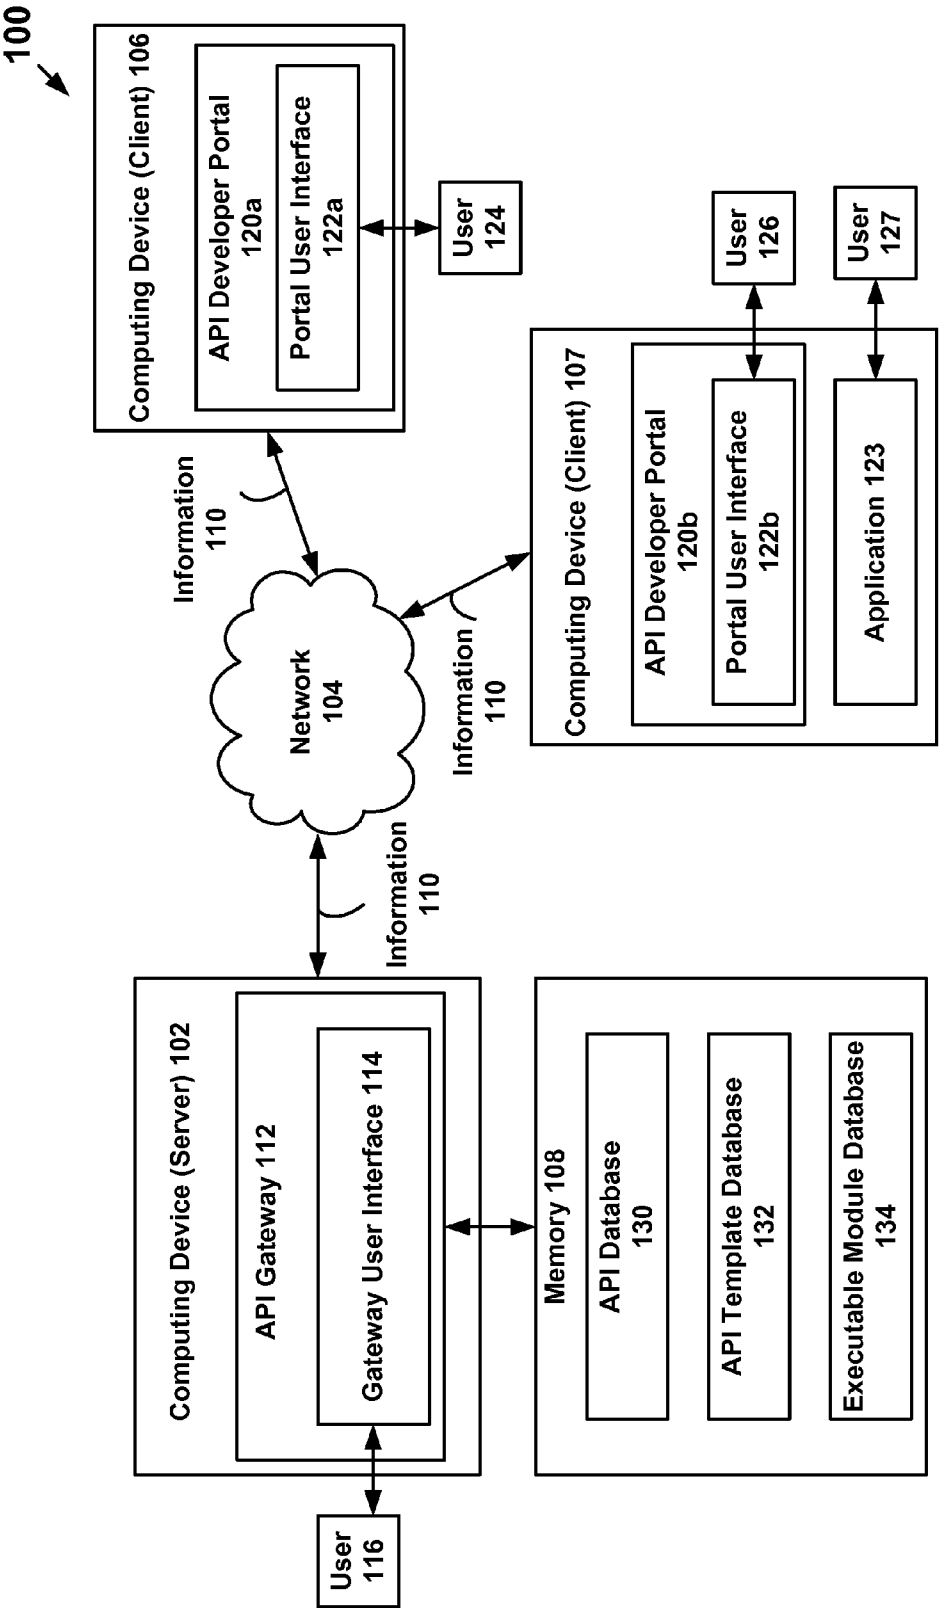 100
Computing Device (Server) 102
API Gateway 112
Gateway User Interface 114
User
116
Memory 108
API Database
130
API Template Database
132
Executable Module Database
134
Information
110
Network
104
Information
110
Information
110
Computing Device (Client) 106
API Developer Portal
120a
Portal User Interface
122a
User
124
Computing Device (Client) 107
API Developer Portal
120b
Portal User Interface
122b
Application 123
User
126
User
127